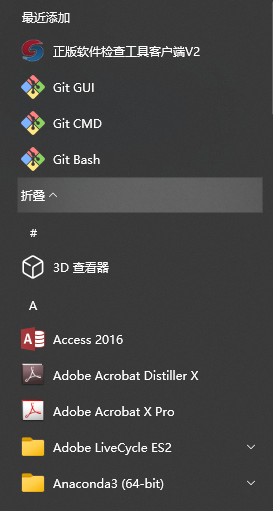 最近添加
正版软件检查工具客户端V2
Git GUI
Git CMD
Git Bash
折叠
#
3D 查看器
A
Access 2016
Adobe Acrobat Distiller X
Adobe Acrobat X Pro
Adobe LiveCycle ES2
Anaconda3 (64-bit)